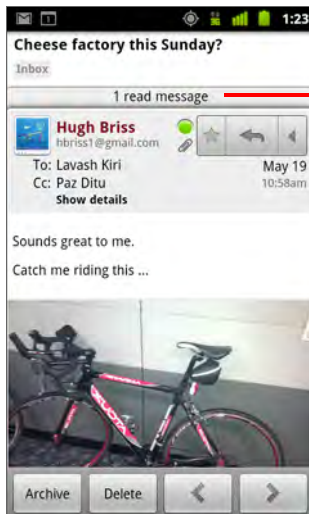 1:23
Cheese factory this Sunday?
Inbox
1 read message
Hugh Briss
hbriss1@gmail.com
To: Lavash Kiri
May 19
Cc: Paz Ditu
10:58am
Show details
Sounds great to me.
Catch me riding this ...
Archive
Delete